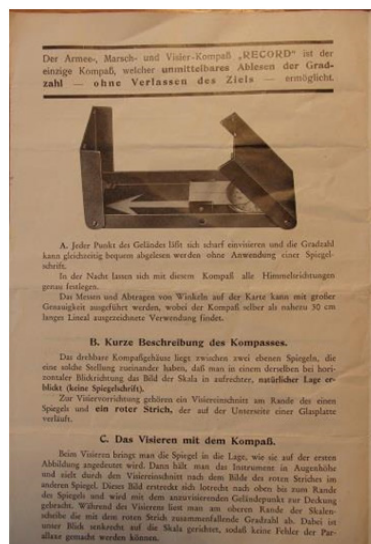 Der Armee-, Marsch- und Visier-Kompaß „RECORD" ist der
einzige Kompaß, welcher unmittelbares Ablesen der Grad-
zahl — ohne Verlassen des Ziels — ermöglicht.
A. Jeder Punkt des Geländes läßt sich scharf einvisieren und die Gradzahl
kann gleichzeitig bequem abgelesen werden ohne Anwendung einer Spiegel-
schrift.
In der Nacht lassen sich mit diesem Kompaß alle Himmelsrichtungen
genau festlegen.
Das Messen und Abtragen von Winkeln auf der Karte kann mit großer
Genauigkeit ausgeführt werden, wobei der Kompaß selber als nahezu 30 cm
langes Lineal ausgezeichnete Verwendung findet.
B. Kurze Beschreibung des Kompasses.
Das drehbare Kompaßgehäuse liegt zwischen zwei ebenen Spiegeln, die
eine solche Stellung zueinander haben, daß man in einem derselben bei hori-
zontaler Blickrichtung das Bild der Skala in aufrechter, natürlicher Lage er-
blickt (keine Spiegelschrift).
Zur Visiervorrichtung gehören ein Visiereinschnitt am Rande des einen
Spiegels und ein roter Strich, der auf der Unterseite einer Glasplatte
verläuft.
C. Das Visieren mit dem Kompaß.
Beim Visieren bringt man die Spiegel in die Lage, wie sie auf der ersten
Abbildung angedeutet wird. Dann hält man das Instrument in Augenhöhe
und zielt durch den Visiereinschnitt nach dem Bilde des roten Striches im
anderen Spiegel. Dieses Bild erstreckt sich lotrecht nach oben bis zum Rande
des Spiegels und wird mit dem anzuvisierenden Geländepunkt zur Deckung
gebracht. Während des Visierens liest man am oberen Rande der Skalen-
scheibe die mit dem roten Strich zusammenfallende Gradzahl ab. Dabei ist
unser Blick senkrecht auf die Skala gerichtet, sodaß keine Fehler der Par-
allaxe gemacht werden können.